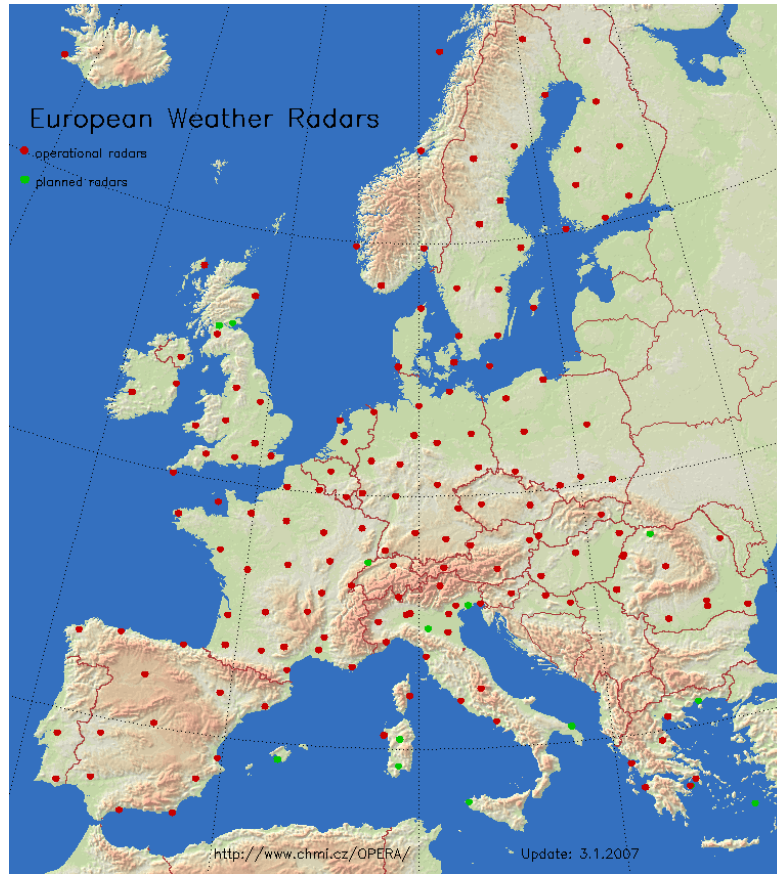 European Weather Radars
operational radars
planned radars
http://www.chmi.cz/OPERA/ Update: 3.1.2007